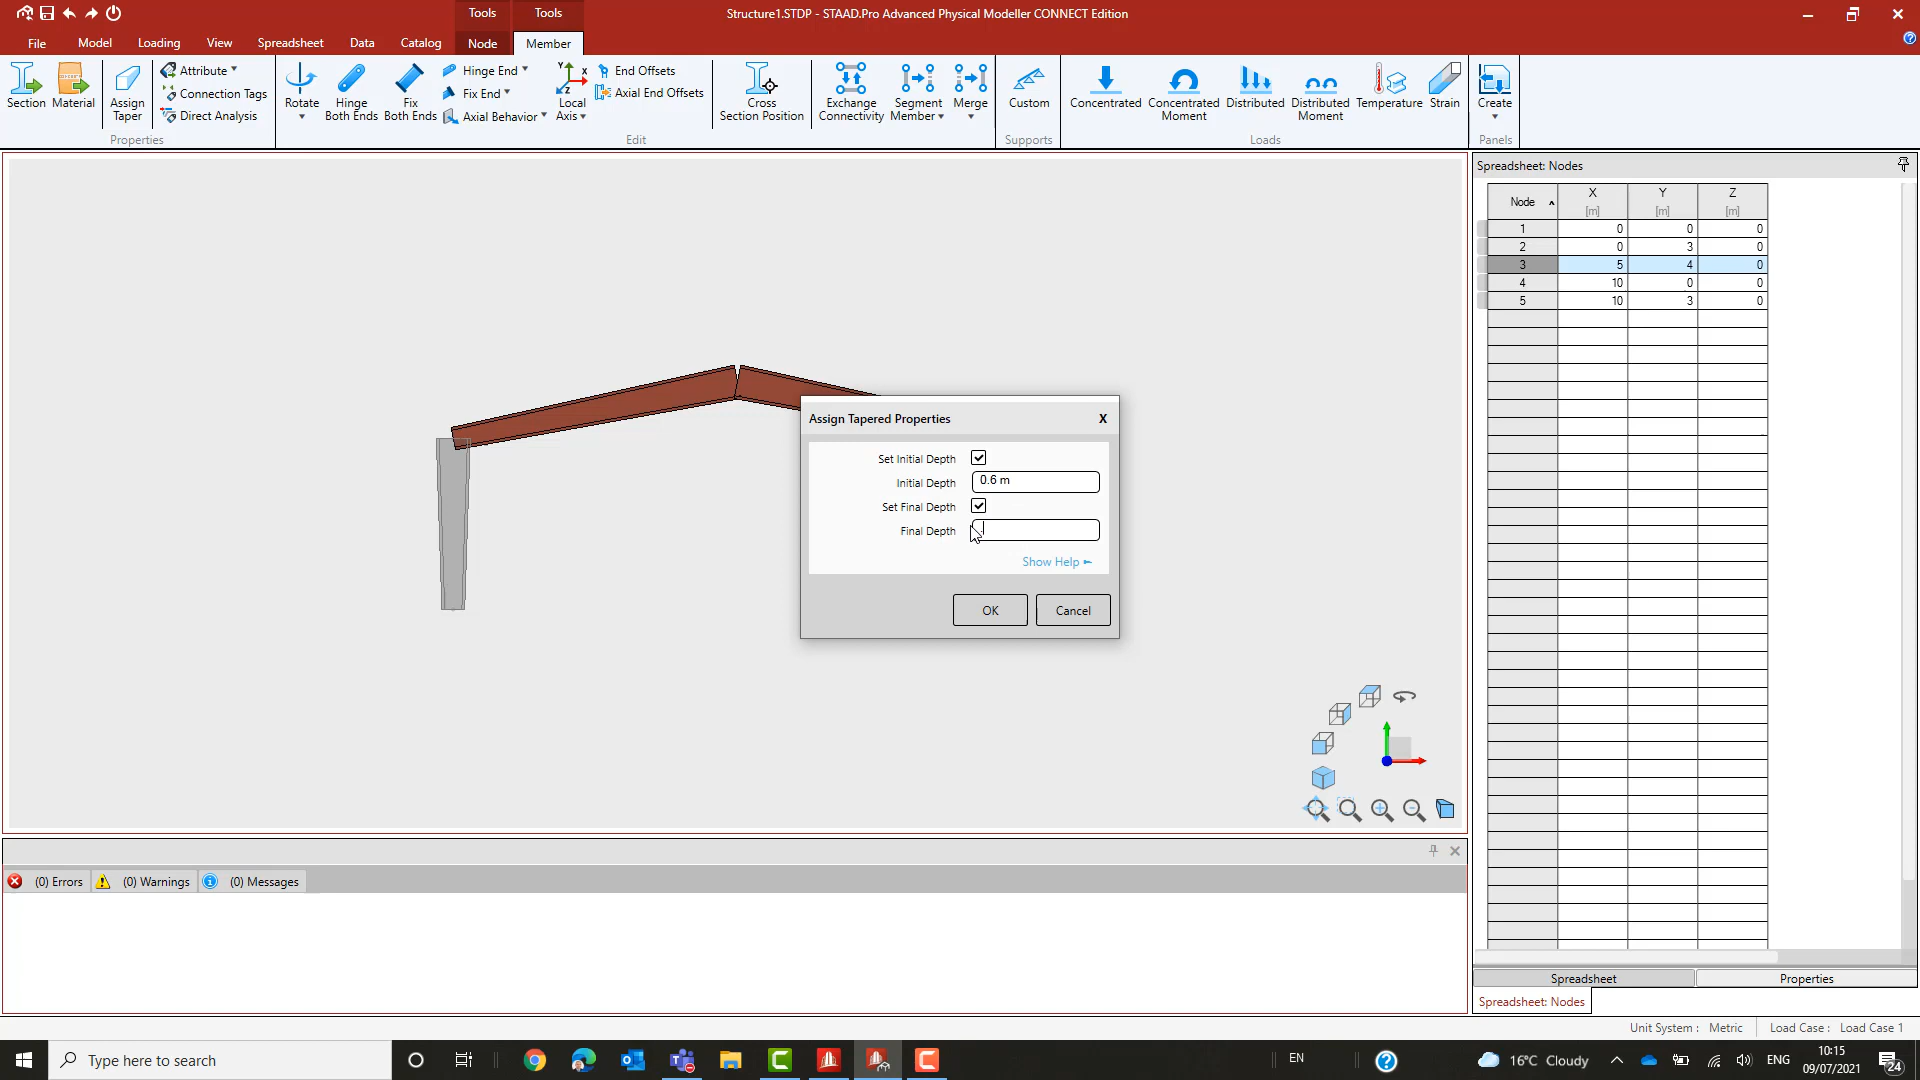 Structure1.STDP - STAAD.Pro Advanced Physical Modeller CONNECT Edition
Tools
Tools
File
Model
Loading
View
Spreadsheet
Data
Catalog
Node
Member
Section
Material
Assign
Taper
Attribute
Connection Tags
Direct Analysis
Properties
Rotate
Hinge
Both Ends
Fix
Both Ends
Hinge End
Fix End
Axial Behavior
Local
Axis
End Offsets
Axial End Offsets
Cross
Section Position
Exchange
Connectivity
Segment
Member
Merge
Edit
Custom
Supports
Concentrated
Concentrated
Moment
Distributed
Distributed
Moment
Temperature
Strain
Loads
Create
Panels
Assign Tapered Properties
X
Set Initial Depth
Initial Depth
0.6 m
Set Final Depth
Final Depth
Show Help
OK
Cancel
Spreadsheet: Nodes
Node X [m] Y [m] Z [m]
1 0 0 0
2 0 3 0
3 5 4 0
4 10 0 0
5 10 3 0
Spreadsheet
Properties
Spreadsheet: Nodes
(0) Errors
(0) Warnings
(0) Messages
Unit System : Metric
Load Case : Load Case 1
Type here to search
EN
16°C Cloudy
ENG
10:15
09/07/2021
24